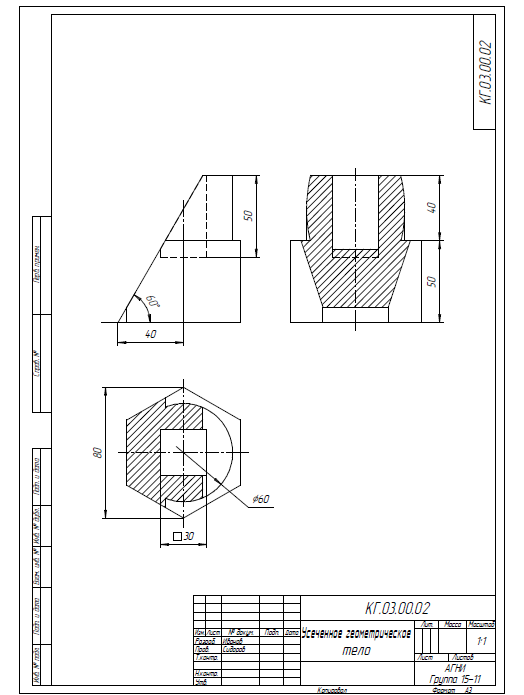 КГ.03.00.02
50
40
50
60°
40
80
⌀60
□30
Перв. примен.
Справ. №
Подп. и дата
Инв. № дубл.
Взам. инв. №
Подп. и дата
Инв. № подл.
КГ.03.00.02
Изм. Лист № докум. Подп. Дата
Разраб. Иванов
Пров. Сидоров
Т.контр.
Н.контр.
Утв.
Усеченное геометрическое
тело
Лит. Масса Масштаб
1:1
Лист Листов
АГНИ
Группа 15-11
Копировал Формат А3